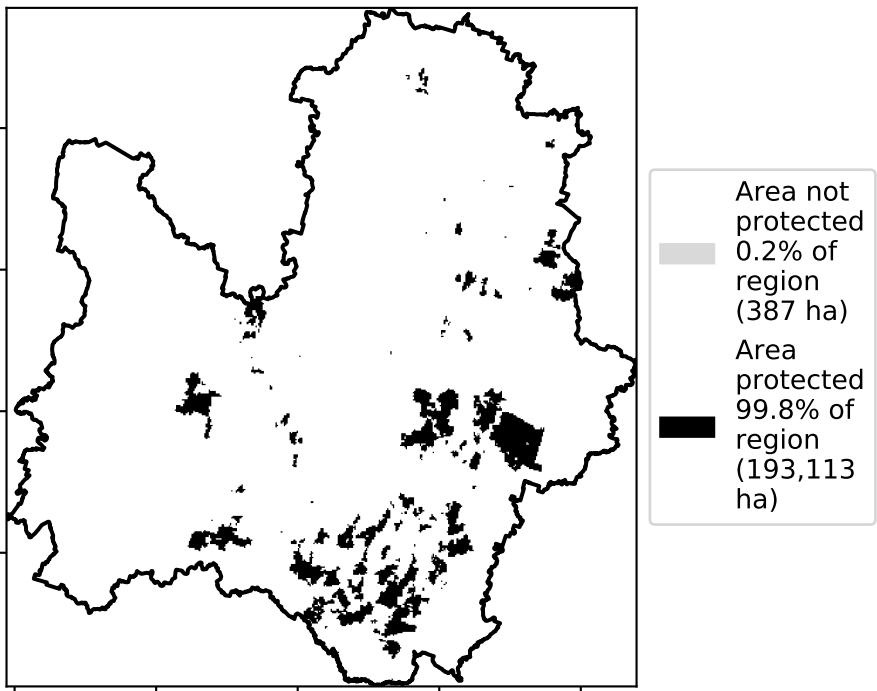 Area not
protected
0.2% of
region
(387 ha)
Area
protected
99.8% of
region
(193,113
ha)